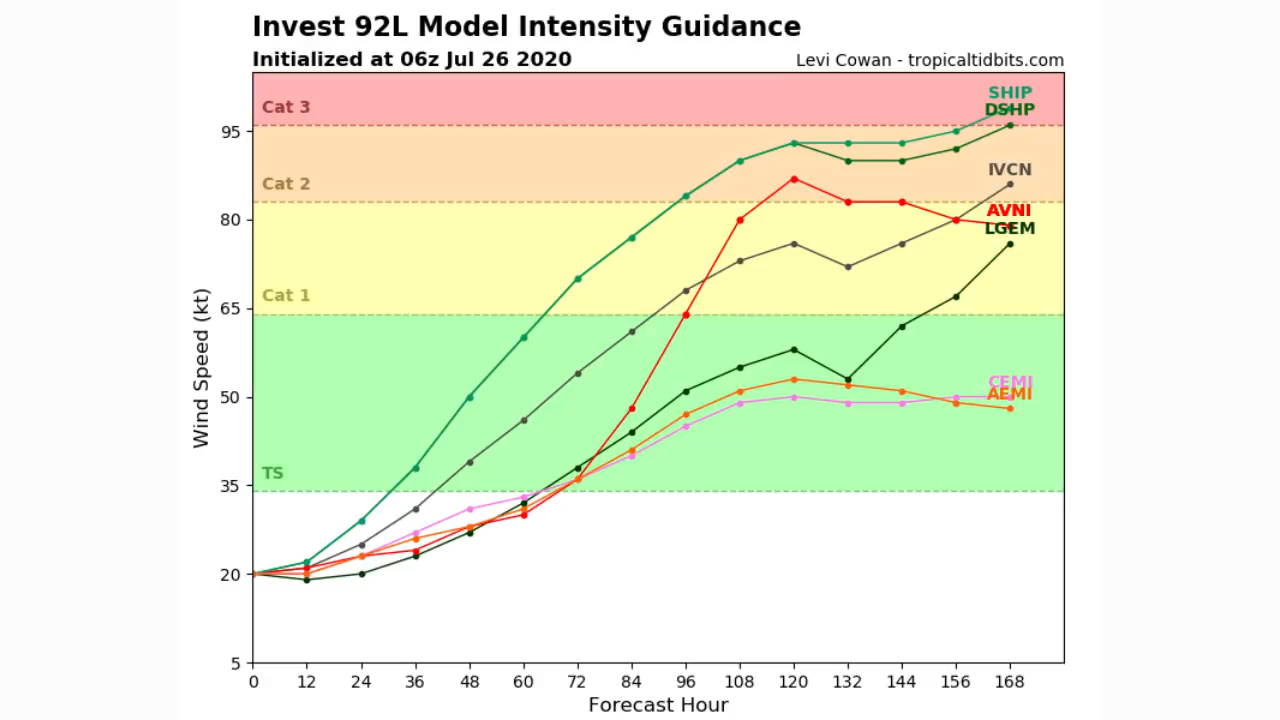 Invest 92L Model Intensity Guidance
Initialized at 06z Jul 26 2020
Levi Cowan - tropicaltidbits.com
Cat 3
Cat 2
Cat 1
TS
SHIP
DSHP
IVCN
AVNI
LGEM
CEMI
AEMI
95
80
65
50
35
20
5
Wind Speed (kt)
0 12 24 36 48 60 72 84 96 108 120 132 144 156 168
Forecast Hour